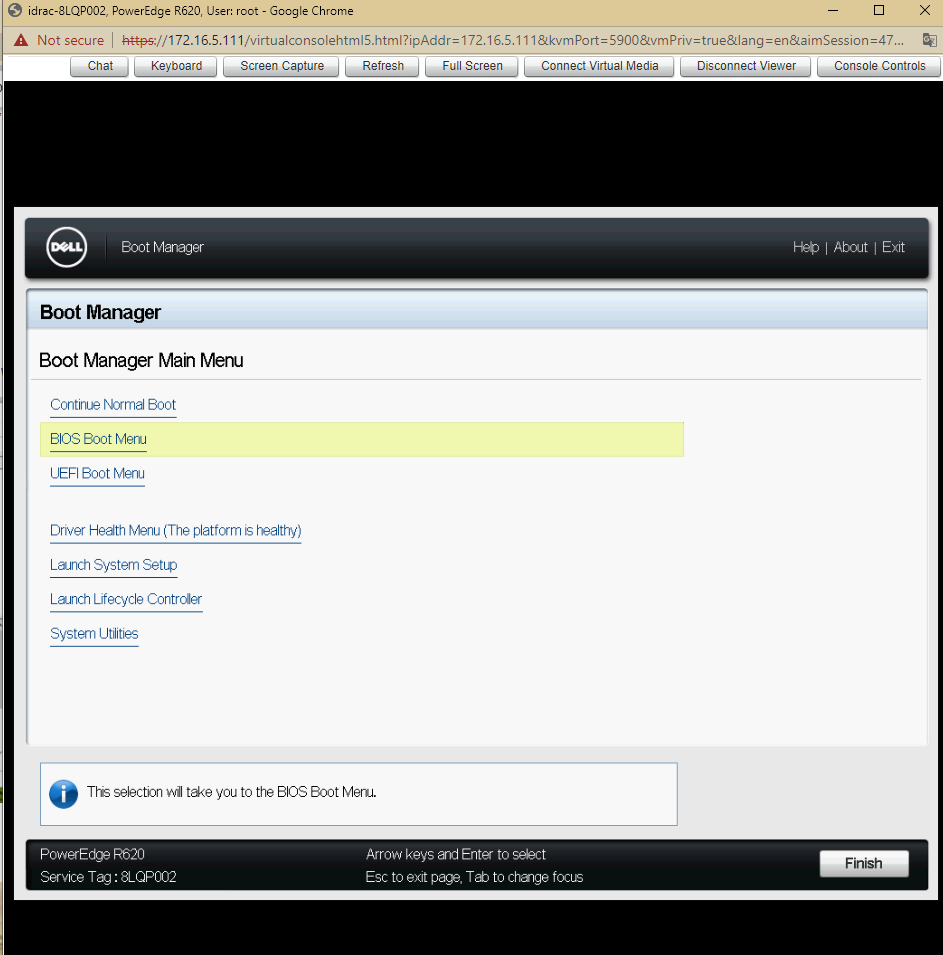 idrac-8LQP002, PowerEdge R620, User: root - Google Chrome
Not secure | https://172.16.5.111/virtualconsolehtml5.html?ipAddr=172.16.5.111&kvmPort=5900&vmPriv=true&lang=en&aimSession=47...
Chat Keyboard Screen Capture Refresh Full Screen Connect Virtual Media Disconnect Viewer Console Controls
DELL Boot Manager Help | About | Exit
Boot Manager
Boot Manager Main Menu
Continue Normal Boot
BIOS Boot Menu
UEFI Boot Menu
Driver Health Menu (The platform is healthy)
Launch System Setup
Launch Lifecycle Controller
System Utilities
This selection will take you to the BIOS Boot Menu.
PowerEdge R620 Arrow keys and Enter to select
Service Tag : 8LQP002 Esc to exit page, Tab to change focus
Finish